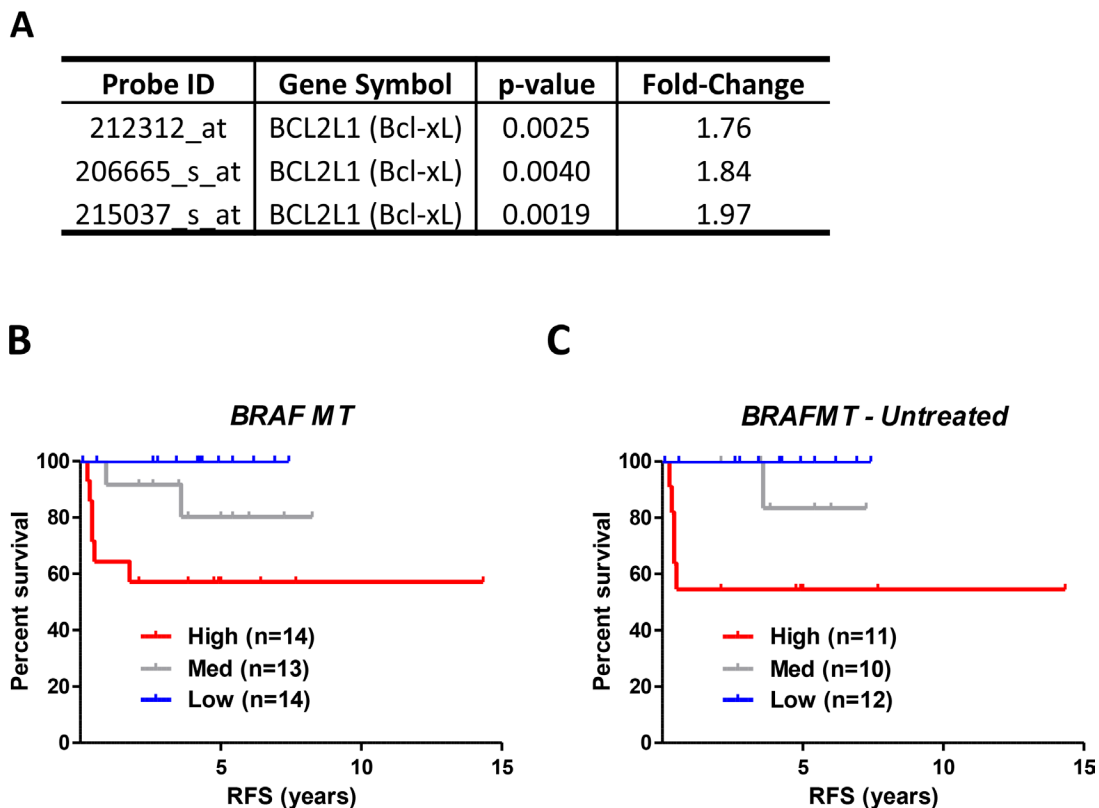 A
Probe ID Gene Symbol p-value Fold-Change
212312_at BCL2L1 (Bcl-xL) 0.0025 1.76
206665_s_at BCL2L1 (Bcl-xL) 0.0040 1.84
215037_s_at BCL2L1 (Bcl-xL) 0.0019 1.97
B
BRAF MT
Percent survival
100
80
60
40
20
0
High (n=14)
Med (n=13)
Low (n=14)
5 10 15
RFS (years)
C
BRAFMT - Untreated
Percent survival
100
80
60
40
20
0
High (n=11)
Med (n=10)
Low (n=12)
5 10 15
RFS (years)